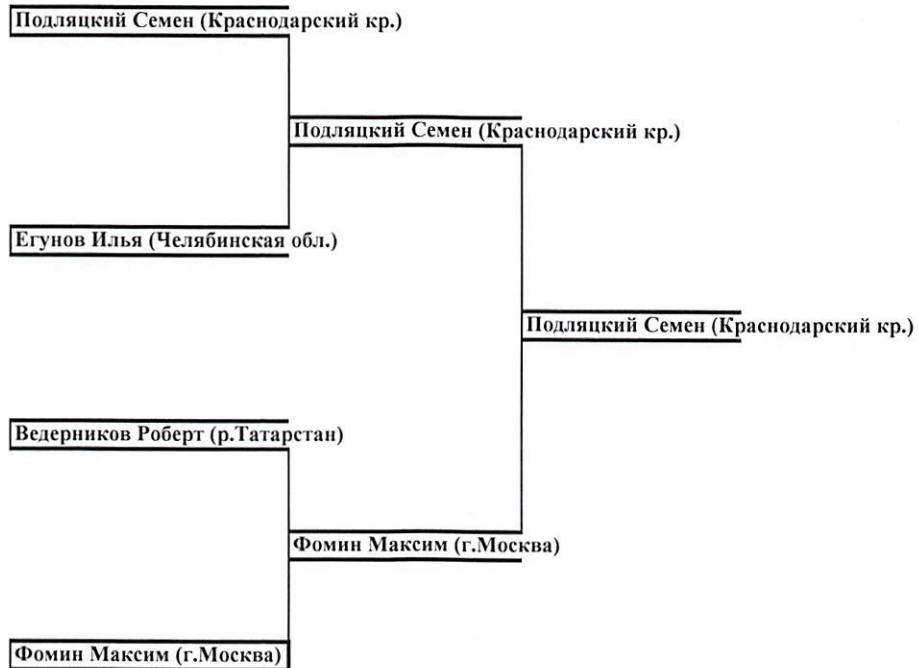 Подляцкий Семен (Краснодарский кр.)
Подляцкий Семен (Краснодарский кр.)
Егунов Илья (Челябинская обл.)
Подляцкий Семен (Краснодарский кр.)
Ведерников Роберт (р.Татарстан)
Фомин Максим (г.Москва)
Фомин Максим (г.Москва)